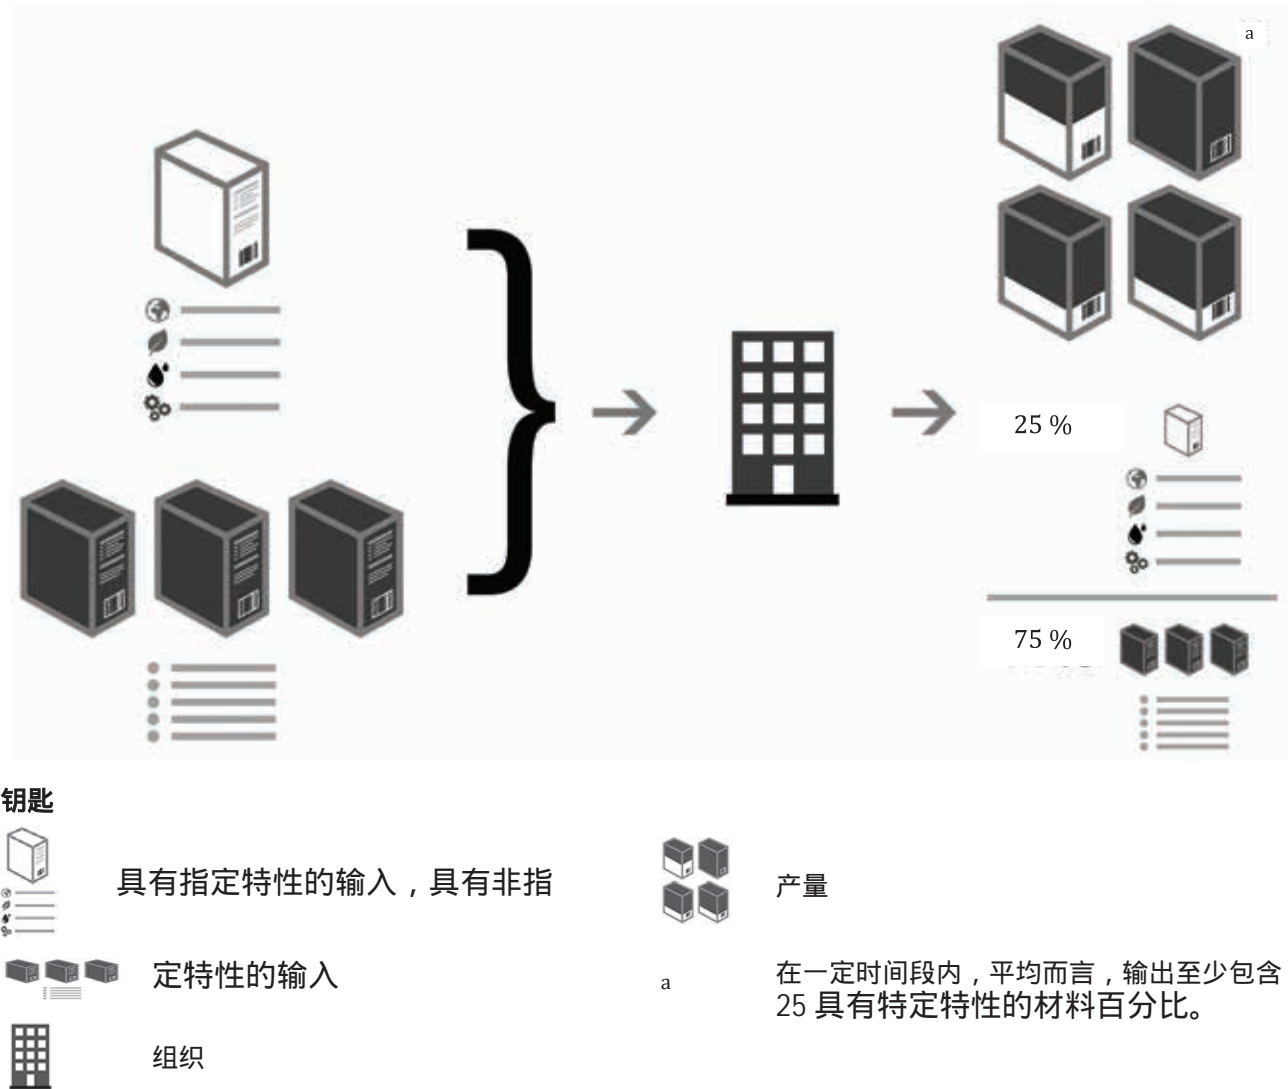 a
25 %
75 %
钥匙
具有指定特性的输入，具有非指
定特性的输入
组织
产量
a
在一定时间段内，平均而言，输出至少包含
25 具有特定特性的材料百分比。